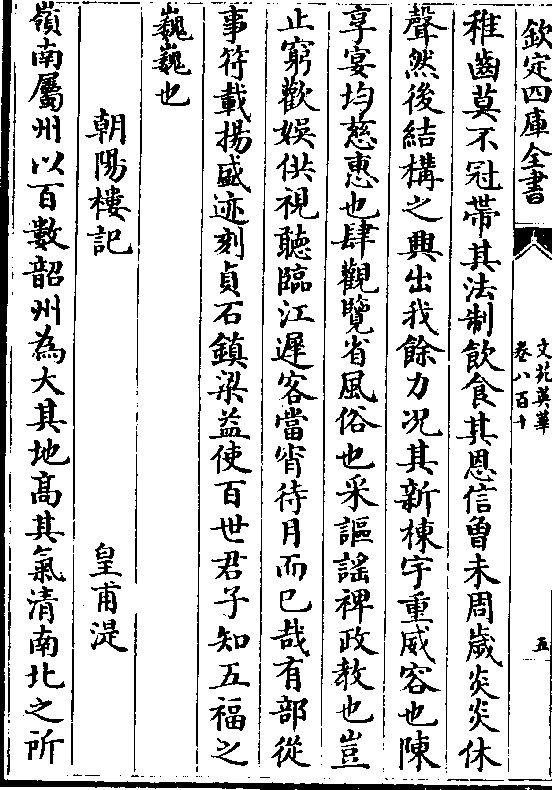 欽定四庫全書
文苑英華
卷八百十
五
稚齒莫不冠帶其法制飲食其恩信曾未周歲炎炎休
聲然後結構之興出我餘力况其新棟宇重威容也陳
享宴均慈惠也肆觀覽省風俗也采謳謡裨政教也豈
止窮歡娱供視聽臨江遲客當宵待月而已哉有部從
事符載揚盛迹刻貞石鎮梁益使百世君子知五福之
巍巍也
朝陽樓記 皇甫湜
嶺南屬州以百數韶州為大其地高其氣清南北之所